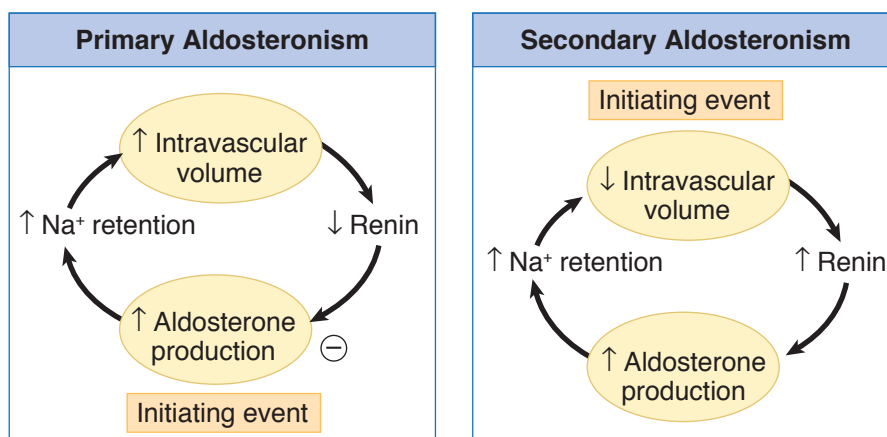 Primary Aldosteronism
↑ Intravascular
volume
↑ Na⁺ retention
↓ Renin
↑ Aldosterone
production
⊖
Initiating event
Secondary Aldosteronism
Initiating event
↓ Intravascular
volume
↑ Na⁺ retention
↑ Renin
↑ Aldosterone
production